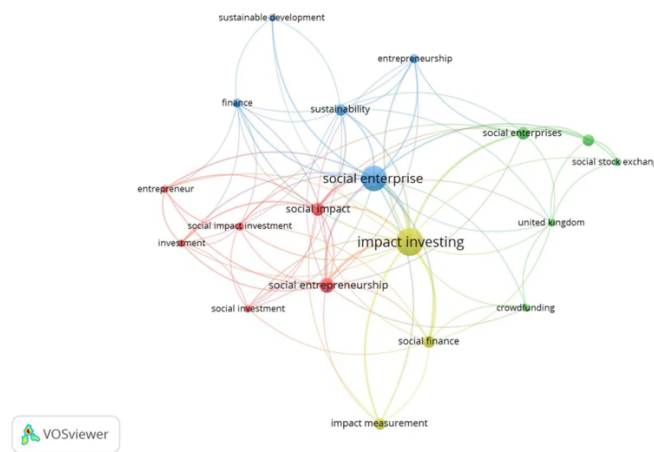 sustainable development
entrepreneurship
finance
sustainability
social enterprises
social stock exchang
social enterprise
entrepreneur
social impact
social impact investment
united kingdom
investment
impact investing
social entrepreneurship
social investment
crowdfunding
social finance
impact measurement
VOSviewer